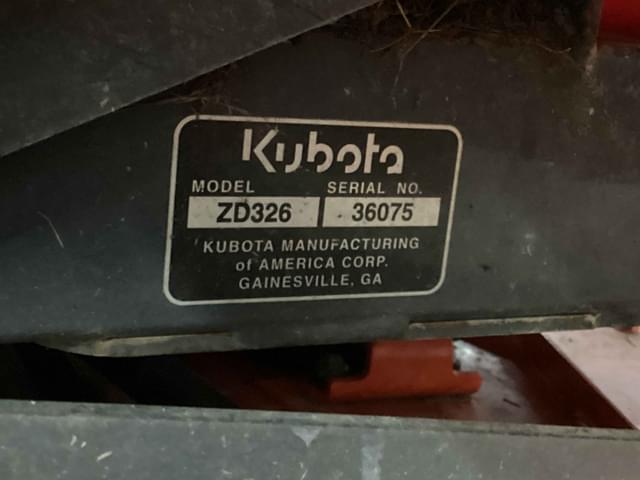 Kubota
MODEL SERIAL NO.
ZD326 36075
KUBOTA MANUFACTURING
of AMERICA CORP.
GAINESVILLE, GA